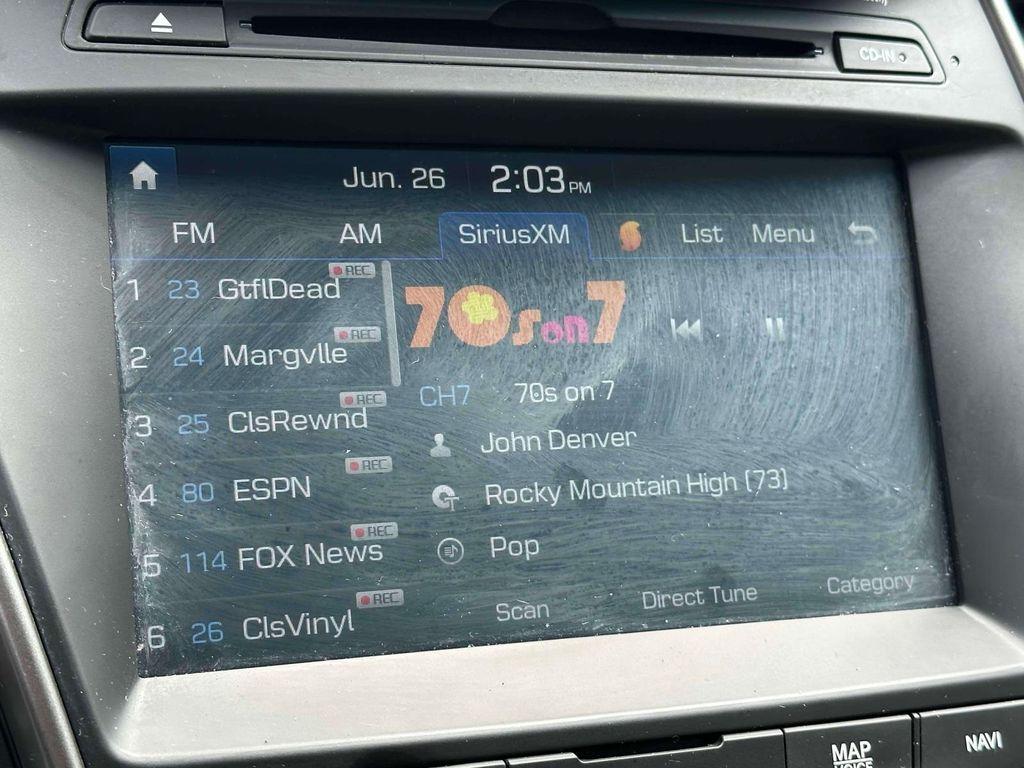 CD-IN
Jun. 26 2:03 PM
FM AM SiriusXM List Menu
1 23 GtflDead REC
2 24 Margvlle REC
3 25 ClsRewnd REC
4 80 ESPN REC
5 114 FOX News REC
6 26 ClsVinyl REC
70s on 7
CH7 70s on 7
John Denver
Rocky Mountain High (73)
Pop
Scan Direct Tune Category
MAP
VOICE
NAVI